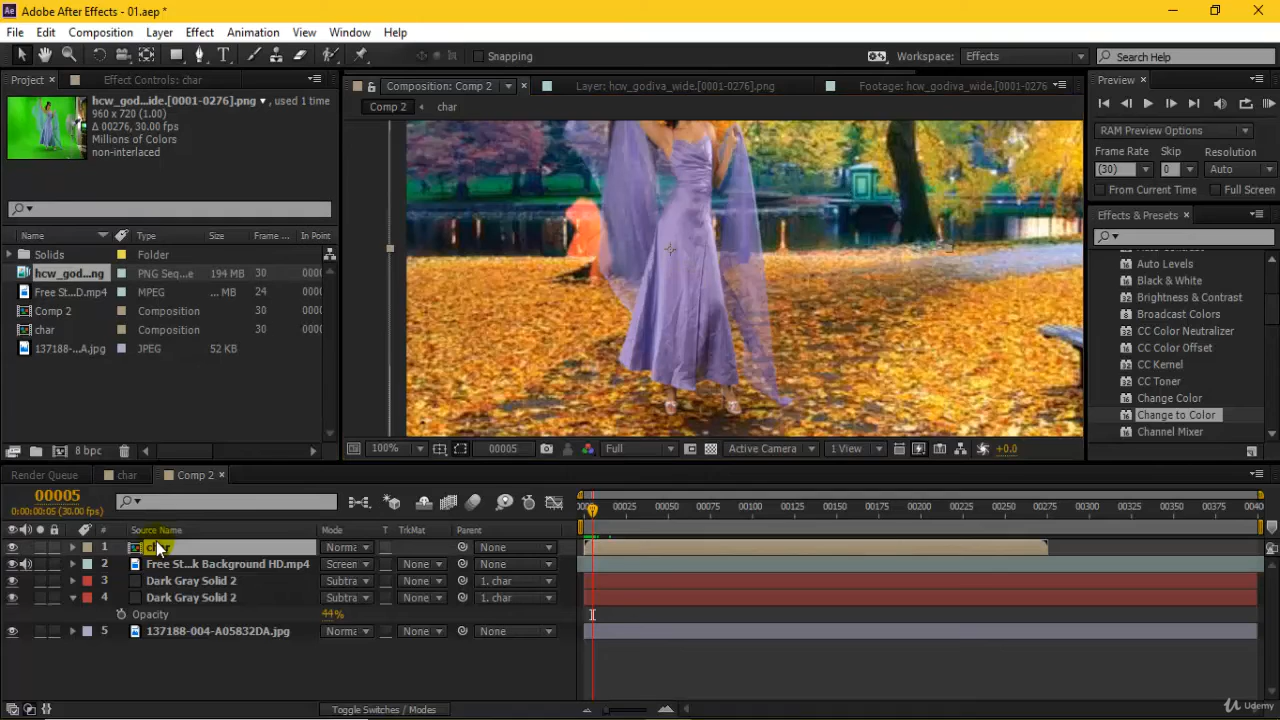 Adobe After Effects - 01.aep *
File Edit Composition Layer Effect Animation View Window Help
Snapping
Workspace: Effects
Search Help
Project
Effect Controls: char
Composition: Comp 2
Layer: hcw_godiva_wide.[0001-0276].png
Footage: hcw_godiva_wide.[0001-0276
Preview
hcw_god...ide.[0001-0276].png ▼, used 1 time
960 x 720 (1.00)
Δ 00276, 30.00 fps
Millions of Colors
non-interlaced
Comp 2 char
RAM Preview Options
Frame Rate Skip Resolution
(30) 0 Auto
From Current Time Full Screen
Effects & Presets
Name Type Size Frame ... In Point
Solids Folder
hcw_god...ng PNG Seq...e 194 MB 30 0000
Free St...D.mp4 MPEG ... MB 24 0000
Comp 2 Composition 30 0000
char Composition 30 0000
137188-...A.jpg JPEG 52 KB
Auto Levels
Black & White
Brightness & Contrast
Broadcast Colors
CC Color Neutralizer
CC Color Offset
CC Kernel
CC Toner
Change Color
Change to Color
Channel Mixer
8 bpc
100% 00005 Full Active Camera 1 View +0.0
Render Queue char Comp 2
00005
0:00:00:05 (30.00 fps)
00025 00050 00075 00100 00125 00150 00175 00200 00225 00250 00275 00300 00325 00350 00375 0040
# Source Name Mode T TrkMat Parent
1 char Norma None
2 Free St...k Background HD.mp4 Screen None None
3 Dark Gray Solid 2 Subtra None 1. char
4 Dark Gray Solid 2 Subtra None 1. char
Opacity 44%
5 137188-004-A05832DA.jpg Norma None None
Toggle Switches / Modes
Udemy